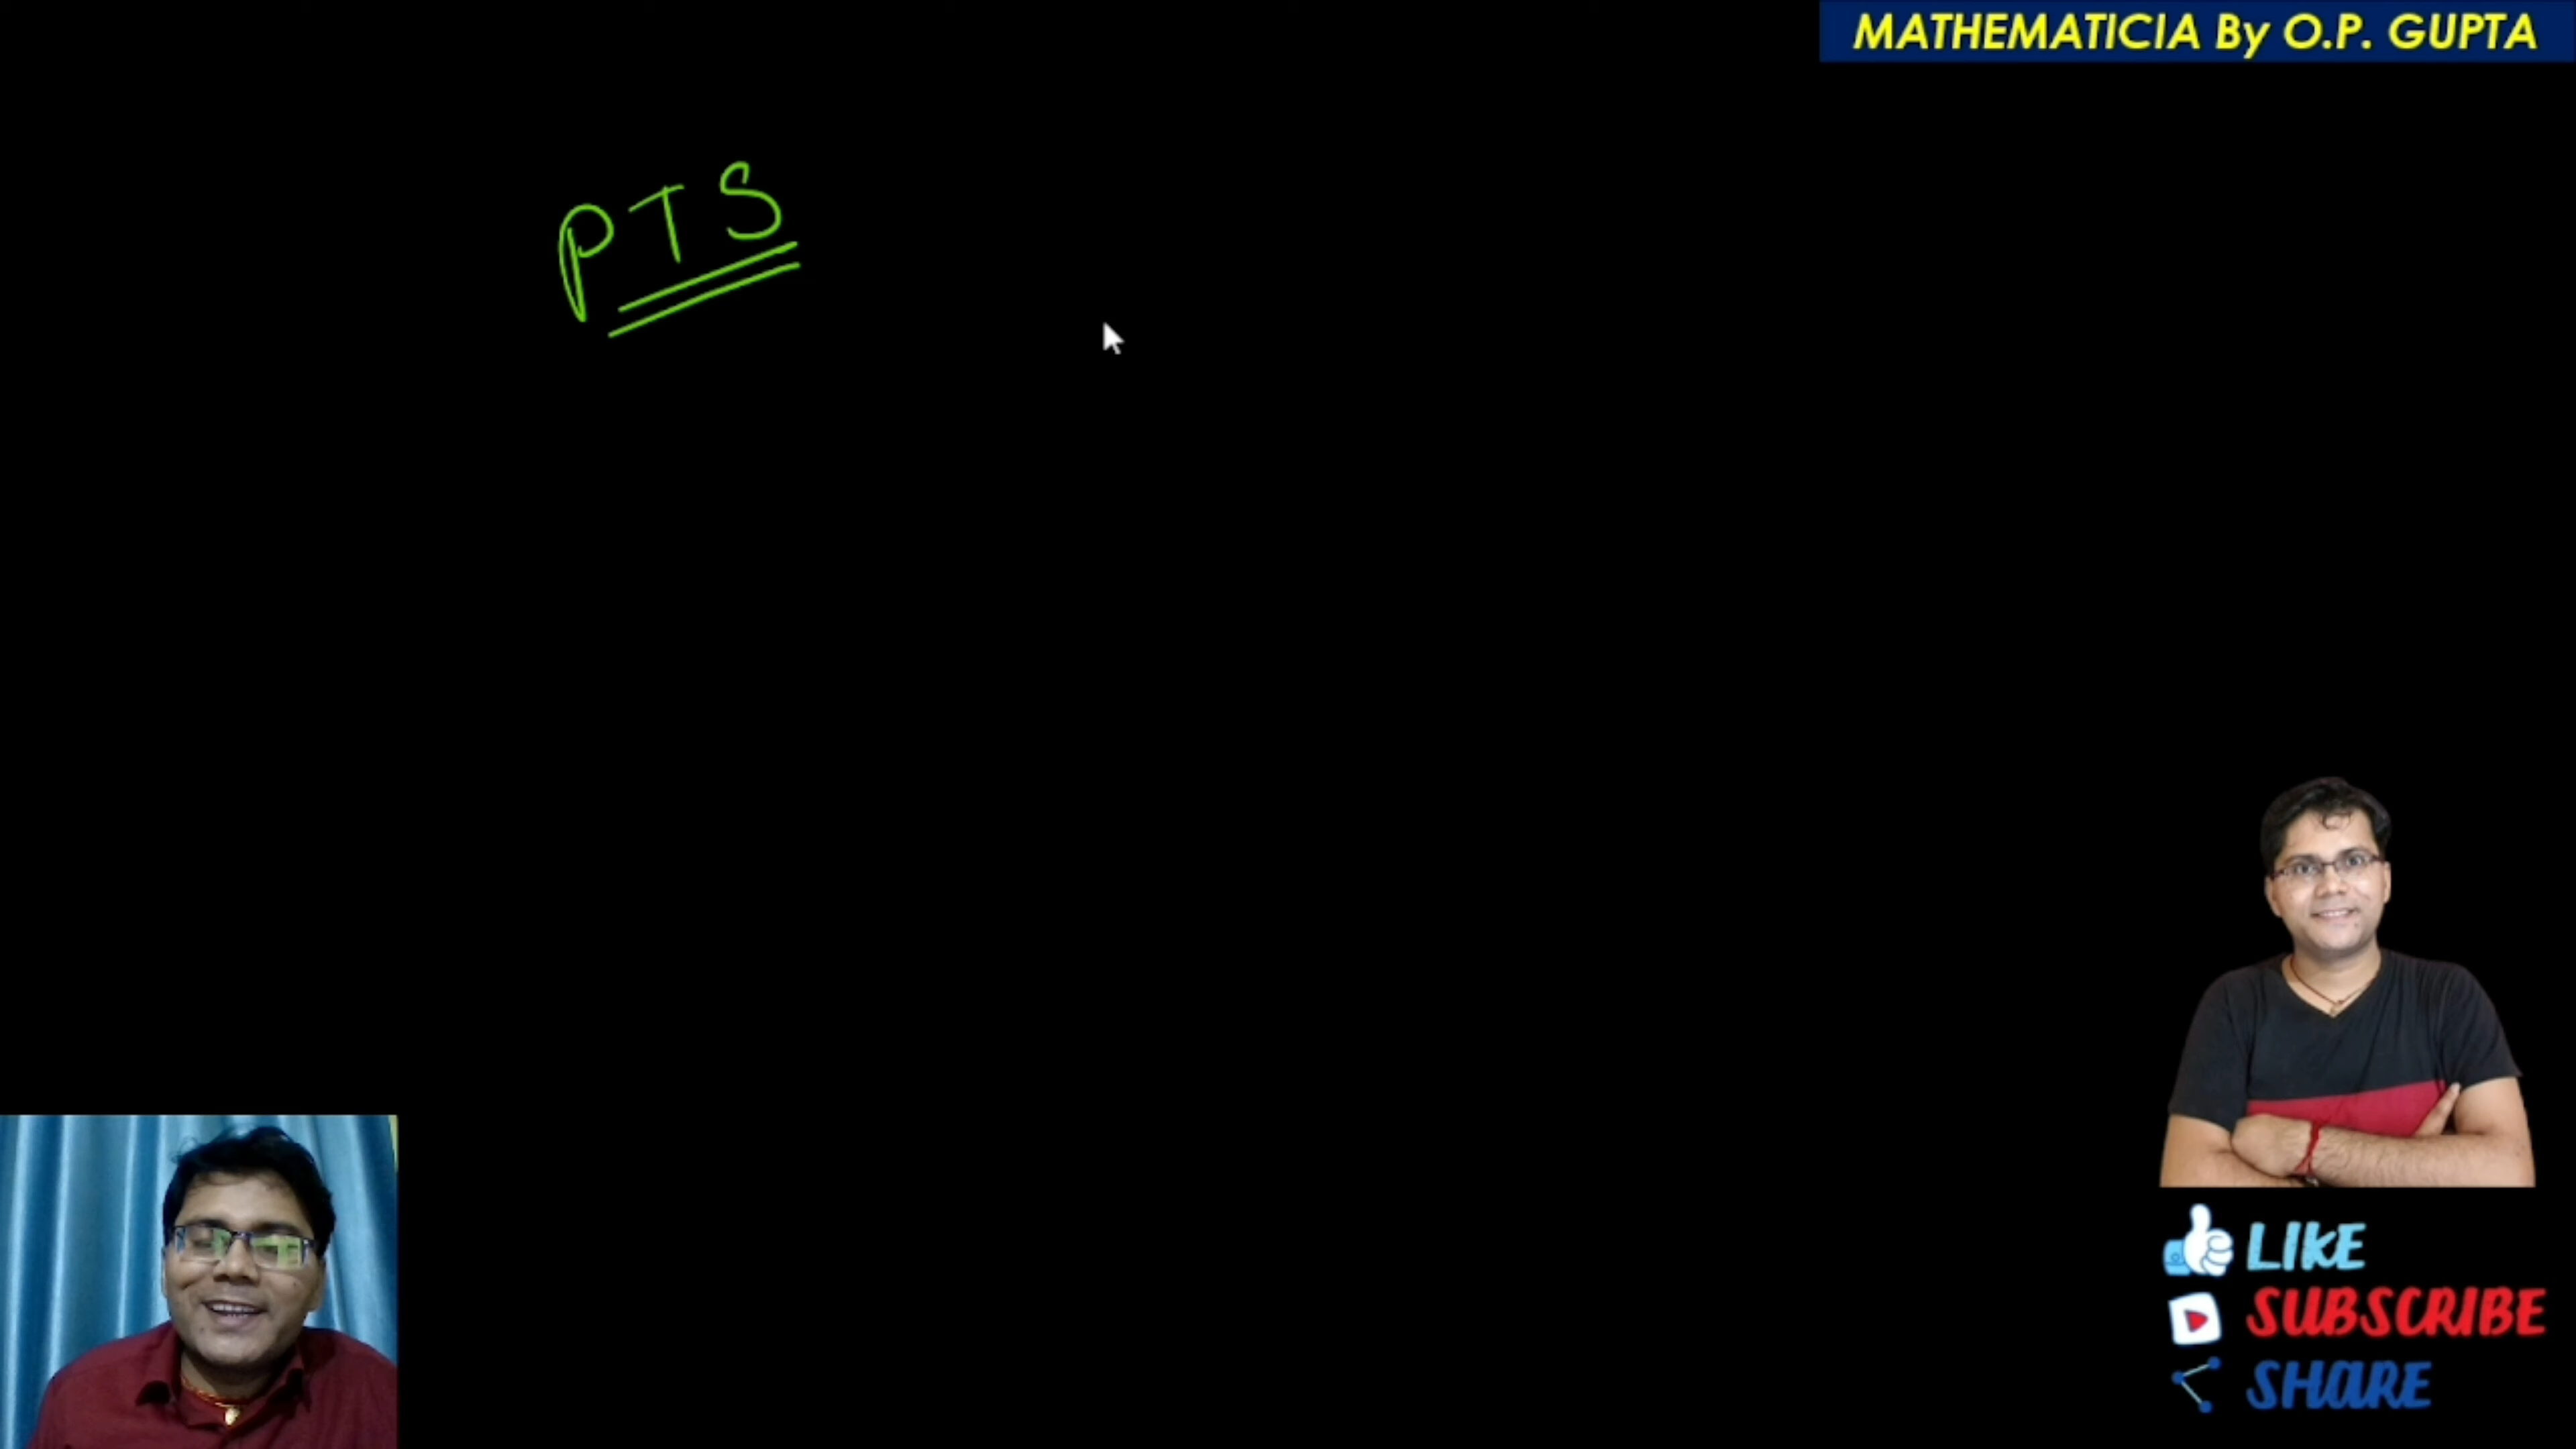 MATHEMATICIA By O.P. GUPTA
PTS
LIKE
SUBSCRIBE
SHARE